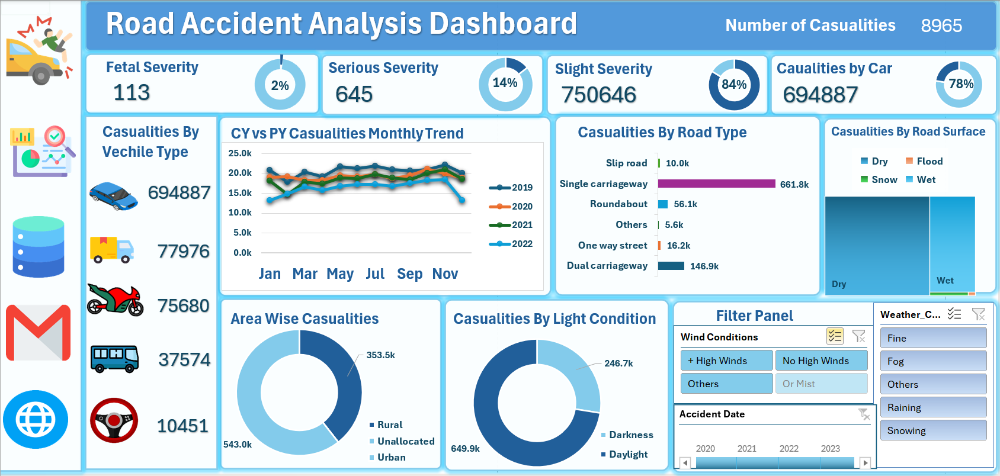 Road Accident Analysis Dashboard
Number of Casualities 8965
Fetal Severity
113
2%
Serious Severity
645
14%
Slight Severity
750646
84%
Caualities by Car
694887
78%
Casualities By
Vechile Type
694887
77976
75680
37574
10451
CY vs PY Casualities Monthly Trend
25.0k
20.0k
15.0k
10.0k
5.0k
0.0k
Jan Mar May Jul Sep Nov
2019
2020
2021
2022
Casualities By Road Type
Slip road 10.0k
Single carriageway 661.8k
Roundabout 56.1k
Others 5.6k
One way street 16.2k
Dual carriageway 146.9k
Casualities By Road Surface
Dry Flood
Snow Wet
Dry
Wet
Area Wise Casualities
353.5k
543.0k
Rural
Unallocated
Urban
Casualities By Light Condition
246.7k
649.9k
Darkness
Daylight
Filter Panel
Wind Conditions
+ High Winds No High Winds
Others Or Mist
Accident Date
2020 2021 2022 2023
Weather_C...
Fine
Fog
Others
Raining
Snowing